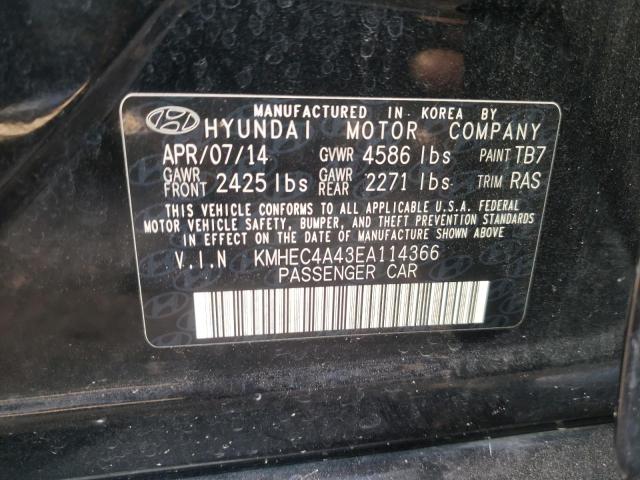 MANUFACTURED IN KOREA BY
HYUNDAI MOTOR COMPANY
APR/07/14 GVWR 4586 lbs PAINT TB7
GAWR FRONT 2425 lbs GAWR REAR 2271 lbs TRIM RAS
THIS VEHICLE CONFORMS TO ALL APPLICABLE U.S.A. FEDERAL
MOTOR VEHICLE SAFETY, BUMPER, AND THEFT PREVENTION STANDARDS
IN EFFECT ON THE DATE OF MANUFACTURE SHOWN ABOVE.
V.I.N KMHEC4A43EA114366
PASSENGER CAR